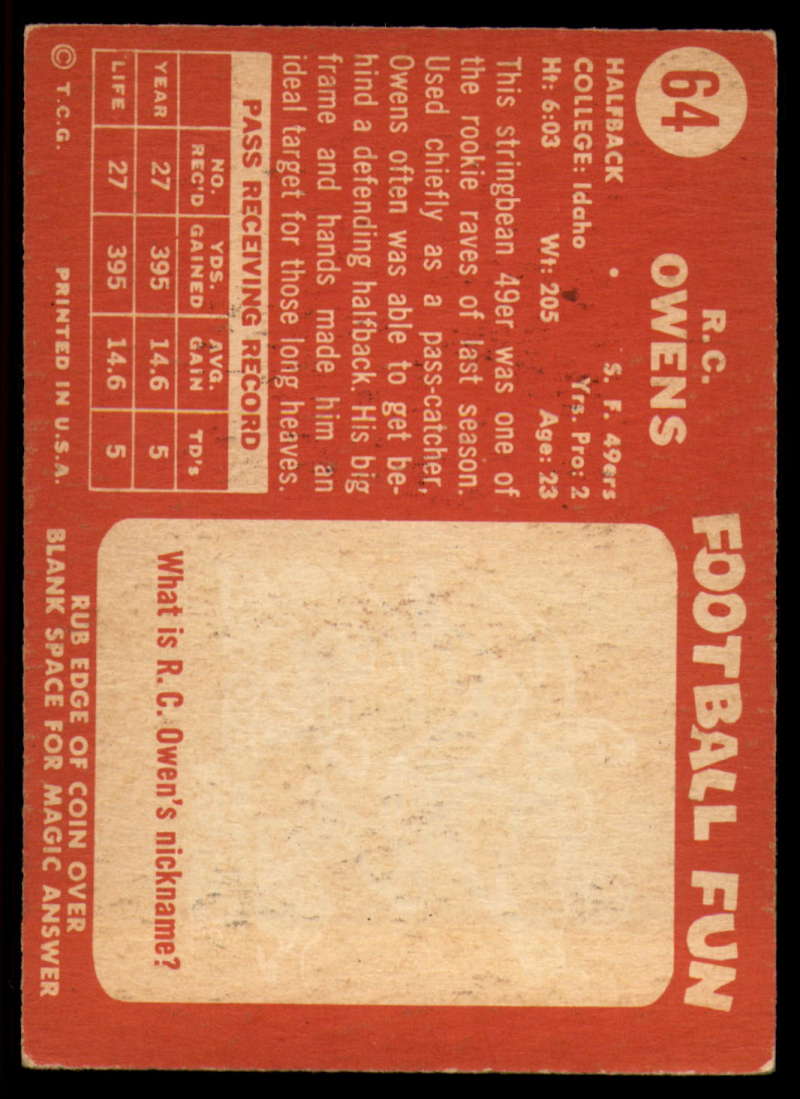 64
R.C.
OWENS
HALFBACK • S. F. 49ers
COLLEGE: Idaho Yrs. Pro: 2
Ht: 6:03 Wt: 205 Age: 23
This stringbean 49er was one of
the rookie raves of last season.
Used chiefly as a pass-catcher,
Owens often was able to get be-
hind a defending halfback. His big
frame and hands made him an
ideal target for those long heaves.
PASS RECEIVING RECORD
NO. REC'D YDS. GAINED AVG. GAIN TD's
YEAR 27 395 14.6 5
LIFE 27 395 14.6 5
© T.C.G. PRINTED IN U.S.A.
FOOTBALL FUN
What is R. C. Owen's nickname?
RUB EDGE OF COIN OVER
BLANK SPACE FOR MAGIC ANSWER